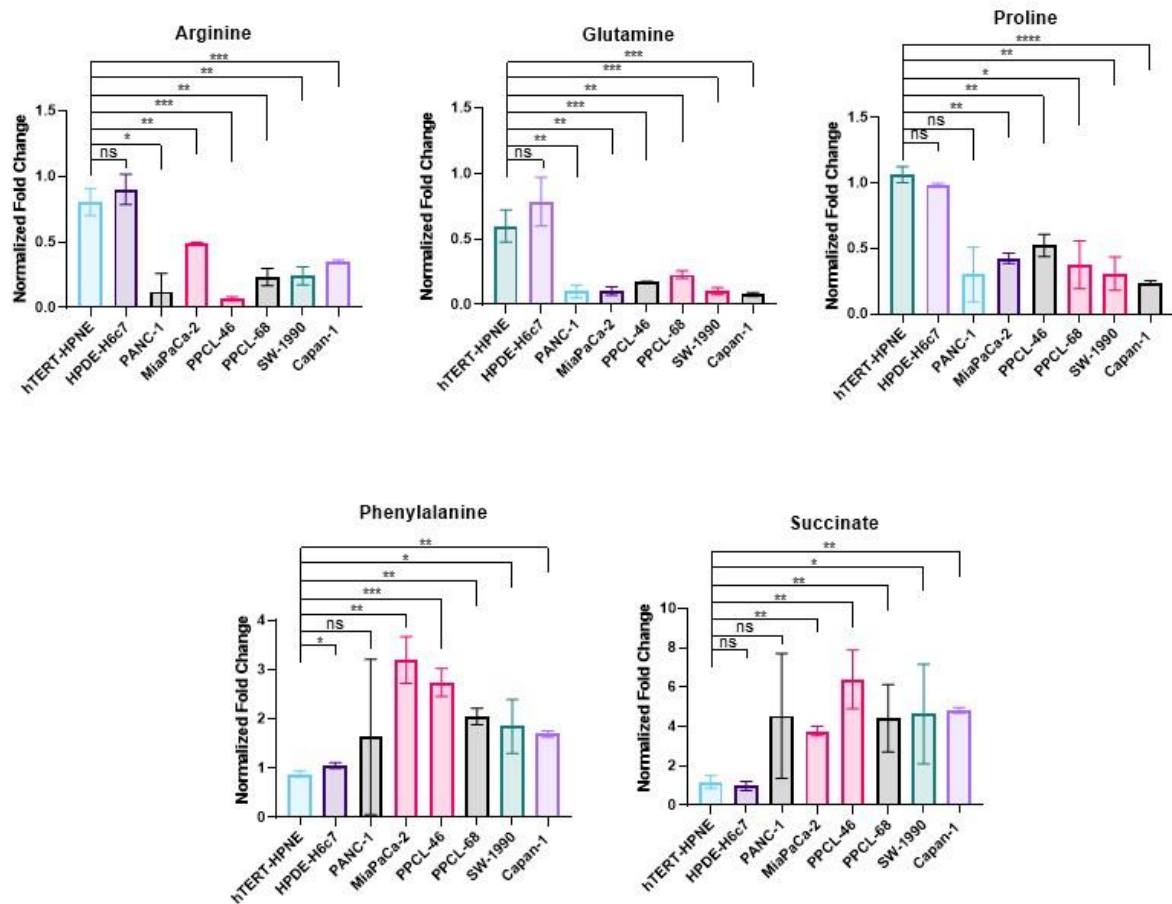 Arginine
***
**
**
***
**
*
ns
Normalized Fold Change
1.5
1.0
0.5
0.0
hTERT-HPNE
HPDE-H6c7
PANC-1
MiaPaCa-2
PPCL-46
PPCL-68
SW-1990
Capan-1
Glutamine
***
***
**
***
**
**
ns
Normalized Fold Change
1.5
1.0
0.5
0.0
hTERT-HPNE
HPDE-H6c7
PANC-1
MiaPaCa-2
PPCL-46
PPCL-68
SW-1990
Capan-1
Proline
****
**
*
**
**
ns
ns
Normalized Fold Change
1.5
1.0
0.5
0.0
hTERT-HPNE
HPDE-H6c7
PANC-1
MiaPaCa-2
PPCL-46
PPCL-68
SW-1990
Capan-1
Phenylalanine
**
*
**
***
**
ns
*
Normalized Fold Change
4
3
2
1
0
hTERT-HPNE
HPDE-H6c7
PANC-1
MiaPaCa-2
PPCL-46
PPCL-68
SW-1990
Capan-1
Succinate
**
*
**
**
**
ns
ns
Normalized Fold Change
10
8
6
4
2
0
hTERT-HPNE
HPDE-H6c7
PANC-1
MiaPaCa-2
PPCL-46
PPCL-68
SW-1990
Capan-1